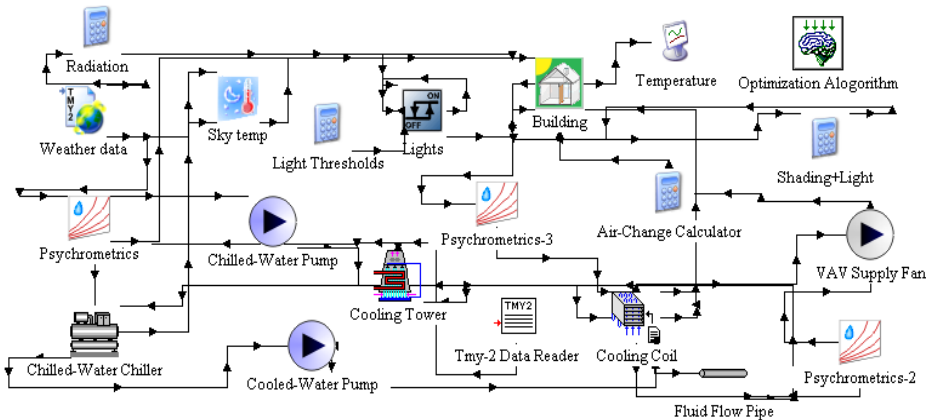 Radiation
Temperature
Optimization Alogorithm
TMY2
Weather data
Sky temp
Light Thresholds
ON
OFF
Lights
Building
Shading+Light
Psychrometrics
Chilled-Water Pump
Psychrometrics-3
Air-Change Calculator
VAV Supply Fan
Cooling Tower
TMY2
Tmy-2 Data Reader
Cooling Coil
Chilled-Water Chiller
Cooled-Water Pump
Psychrometrics-2
Fluid Flow Pipe